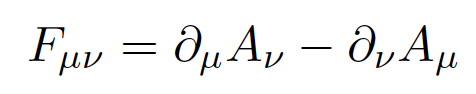 F_{μν} = ∂_μ A_ν − ∂_ν A_μ